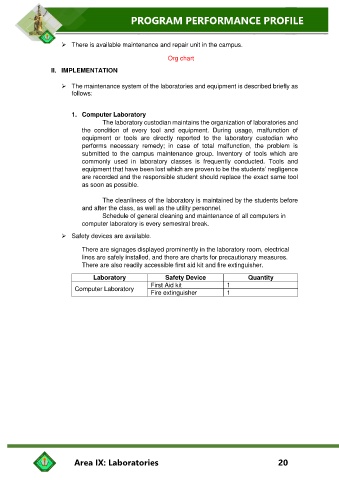 PROGRAM PERFORMANCE PROFILE
➢ There is available maintenance and repair unit in the campus.
Org chart
II. IMPLEMENTATION
➢ The maintenance system of the laboratories and equipment is described briefly as
follows:
1. Computer Laboratory
The laboratory custodian maintains the organization of laboratories and
the condition of every tool and equipment. During usage, malfunction of
equipment or tools are directly reported to the laboratory custodian who
performs necessary remedy; in case of total malfunction, the problem is
submitted to the campus maintenance group. Inventory of tools which are
commonly used in laboratory classes is frequently conducted. Tools and
equipment that have been lost which are proven to be the students' negligence
are recorded and the responsible student should replace the exact same tool
as soon as possible.
The cleanliness of the laboratory is maintained by the students before
and after the class, as well as the utility personnel.
Schedule of general cleaning and maintenance of all computers in
computer laboratory is every semestral break.
➢ Safety devices are available.
There are signages displayed prominently in the laboratory room, electrical
lines are safely installed, and there are charts for precautionary measures.
There are also readily accessible first aid kit and fire extinguisher.
Laboratory Safety Device Quantity
Computer Laboratory First Aid kit 1
Fire extinguisher 1
Area IX: Laboratories 20